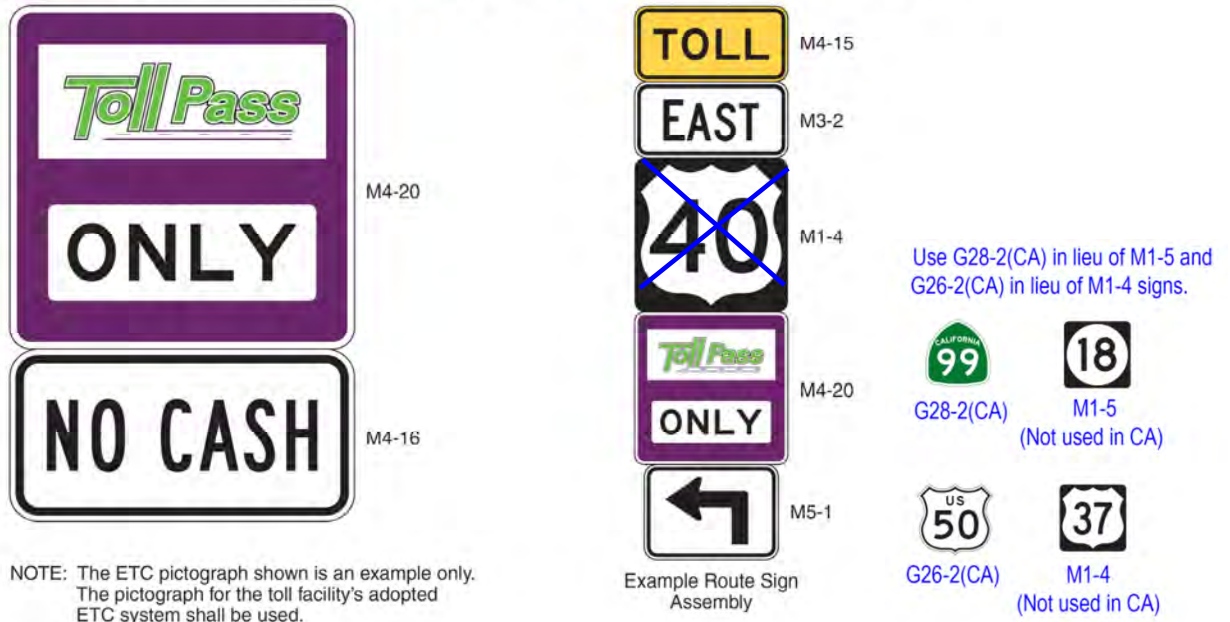 Toll Pass
ONLY
M4-20
NO CASH
M4-16
NOTE: The ETC pictograph shown is an example only.
The pictograph for the toll facility's adopted
ETC system shall be used.
TOLL
M4-15
EAST
M3-2
40
M1-4
Toll Pass
ONLY
M4-20
M5-1
Example Route Sign
Assembly
Use G28-2(CA) in lieu of M1-5 and
G26-2(CA) in lieu of M1-4 signs.
CALIFORNIA
99
G28-2(CA)
18
M1-5
(Not used in CA)
US
50
G26-2(CA)
37
M1-4
(Not used in CA)